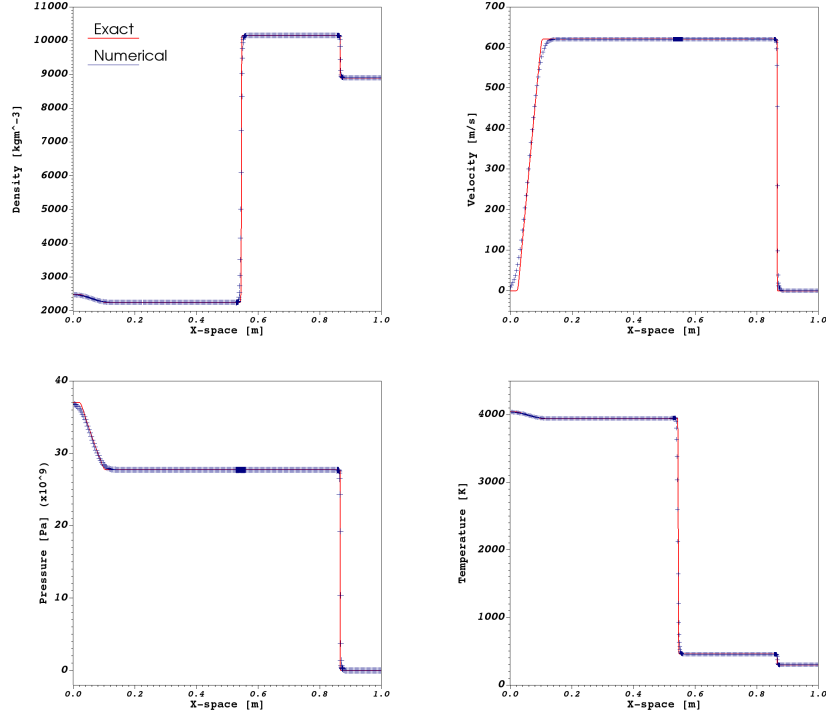 11000
10000
9000
8000
7000
6000
5000
4000
3000
2000
Density [kgm^-3]
Exact
Numerical
0.0 0.2 0.4 0.6 0.8 1.0
X-space [m]
700
600
500
400
300
200
100
0
Velocity [m/s]
0.0 0.2 0.4 0.6 0.8 1.0
X-space [m]
40
30
20
10
0
Pressure [Pa] (x10^9)
0.0 0.2 0.4 0.6 0.8 1.0
X-space [m]
4000
3000
2000
1000
0
Temperature [K]
0.0 0.2 0.4 0.6 0.8 1.0
X-space [m]